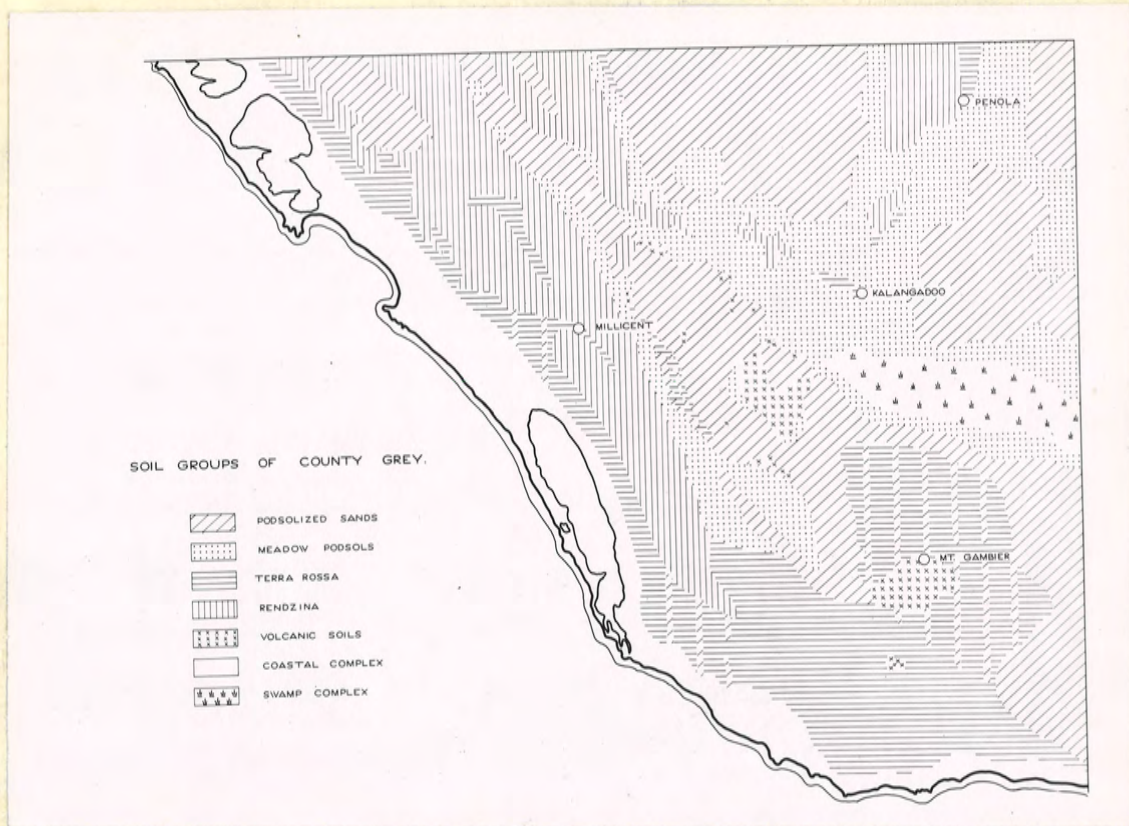 PENOLA
KALANGADOO
MILLICENT
SOIL GROUPS OF COUNTY GREY.
PODSOLIZED SANDS
MEADOW PODSOLS
TERRA ROSSA
MT. GAMBIER
RENDZINA
VOLCANIC SOILS
COASTAL COMPLEX
SWAMP COMPLEX